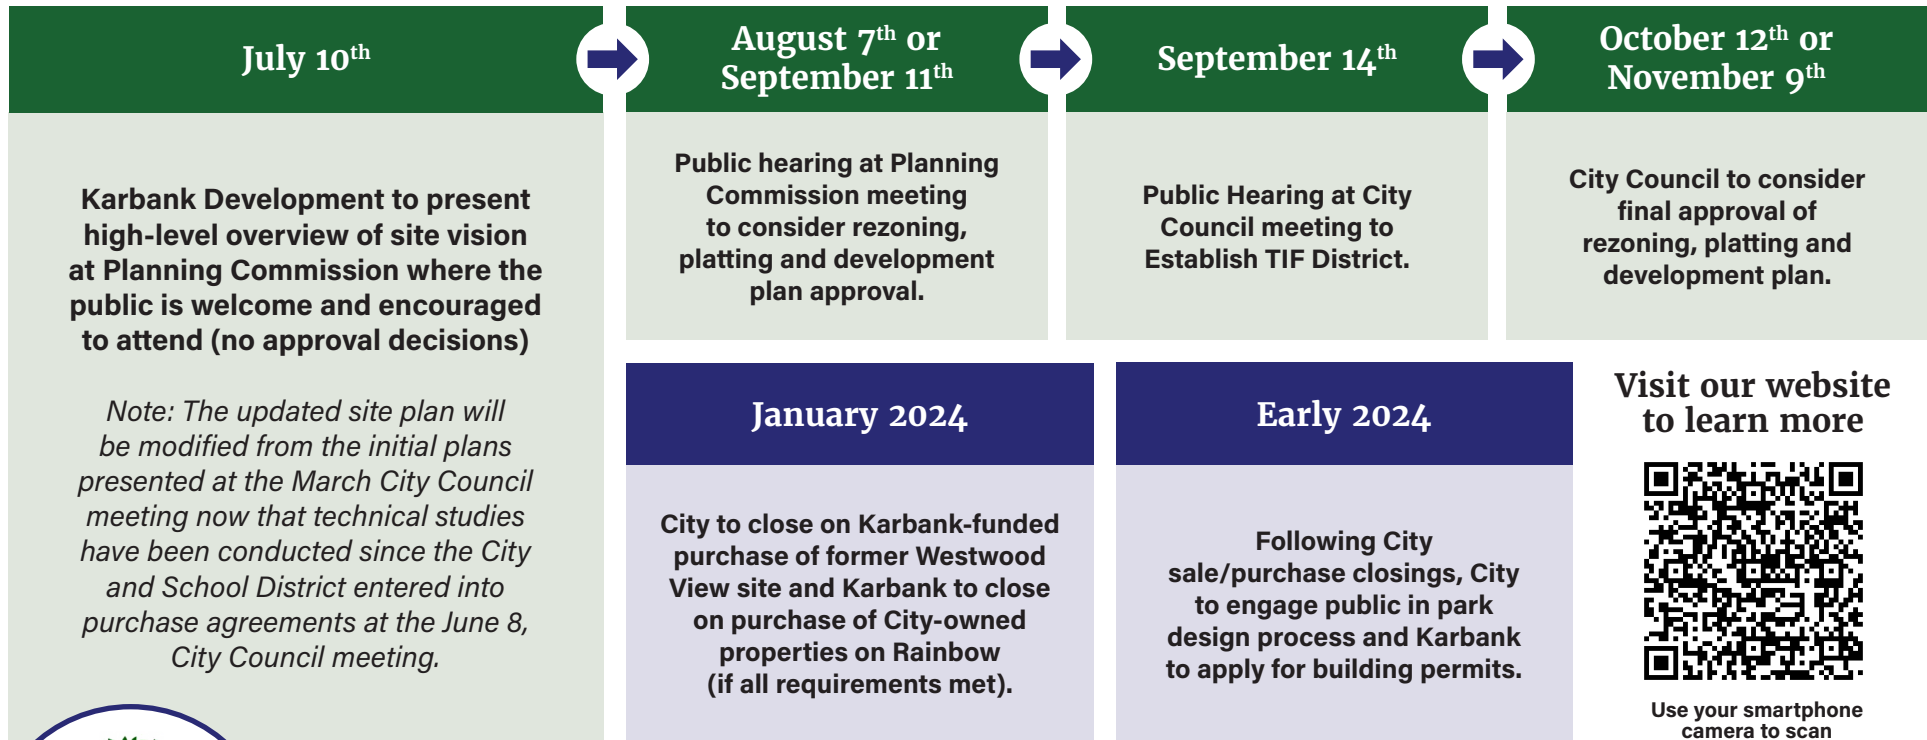 July 10th
Karbank Development to present
high-level overview of site vision
at Planning Commission where the
public is welcome and encouraged
to attend (no approval decisions)
Note: The updated site plan will
be modified from the initial plans
presented at the March City Council
meeting now that technical studies
have been conducted since the City
and School District entered into
purchase agreements at the June 8,
City Council meeting.
August 7th or
September 11th
Public hearing at Planning
Commission meeting
to consider rezoning,
platting and development
plan approval.
September 14th
Public Hearing at City
Council meeting to
Establish TIF District.
October 12th or
November 9th
City Council to consider
final approval of
rezoning, platting and
development plan.
January 2024
City to close on Karbank-funded
purchase of former Westwood
View site and Karbank to close
on purchase of City-owned
properties on Rainbow
(if all requirements met).
Early 2024
Following City
sale/purchase closings, City
to engage public in park
design process and Karbank
to apply for building permits.
Visit our website
to learn more
Use your smartphone
camera to scan